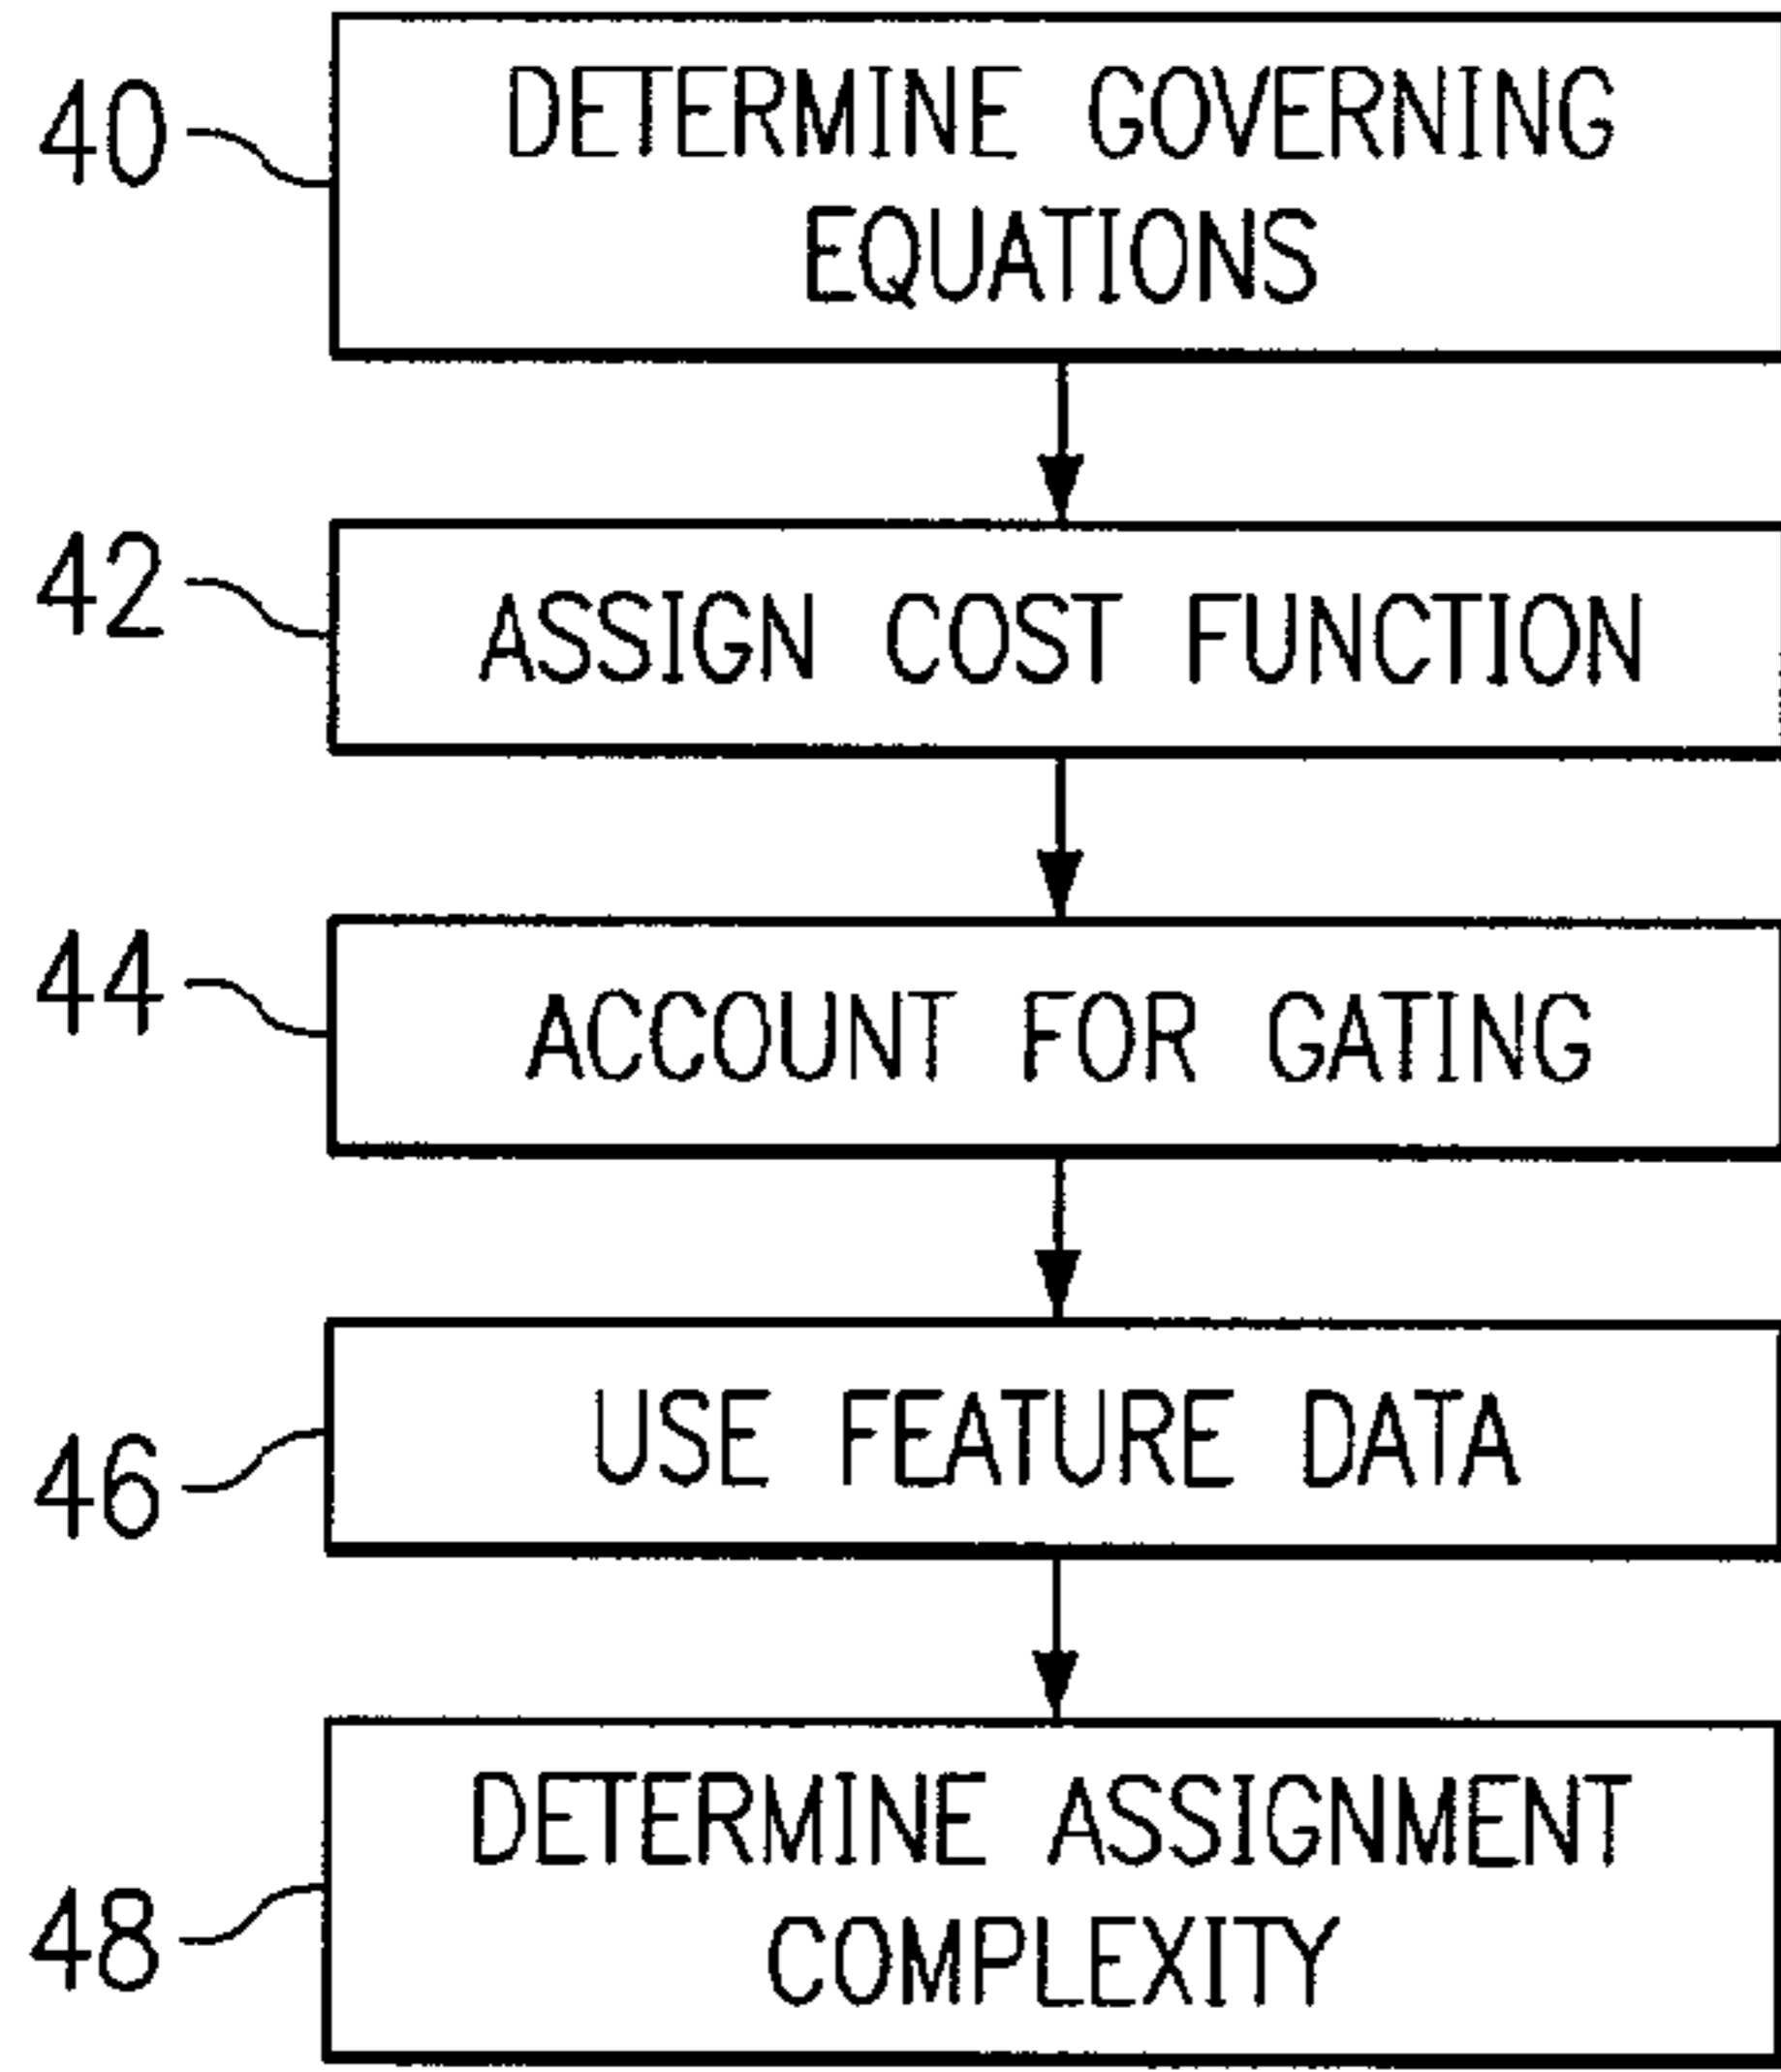 40
DETERMINE GOVERNING
EQUATIONS
42
ASSIGN COST FUNCTION
44
ACCOUNT FOR GATING
46
USE FEATURE DATA
48
DETERMINE ASSIGNMENT
COMPLEXITY